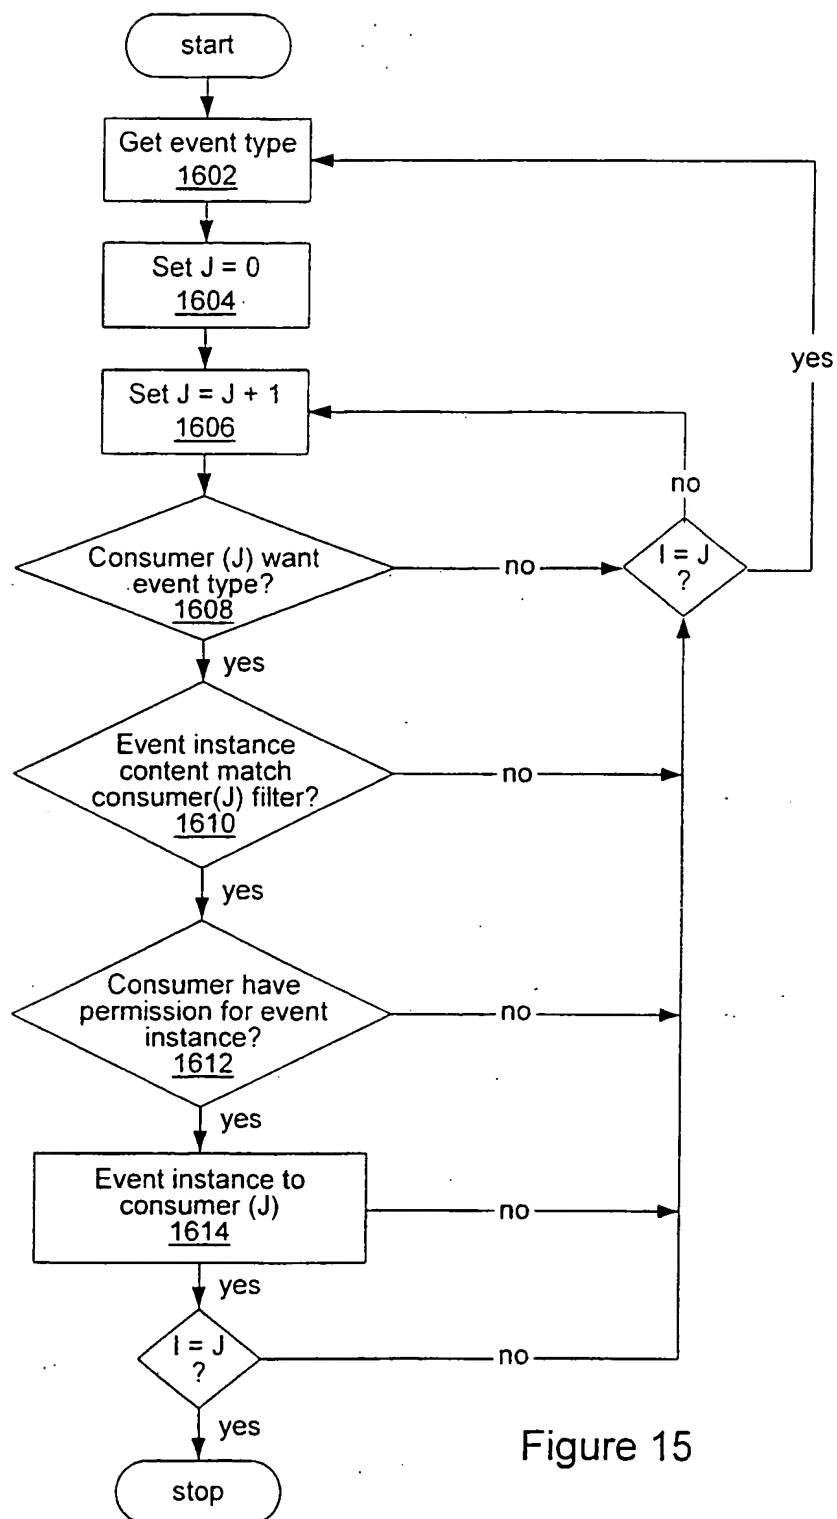 start
Get event type
1602
Set J = 0
1604
yes
Set J = J + 1
1606
no
Consumer (J) want
event type?
1608
no
I = J
?
yes
Event instance
content match
consumer(J) filter?
1610
no
yes
Consumer have
permission for event
instance?
1612
no
yes
Event instance to
consumer (J)
1614
no
yes
I = J
?
no
yes
stop
Figure 15